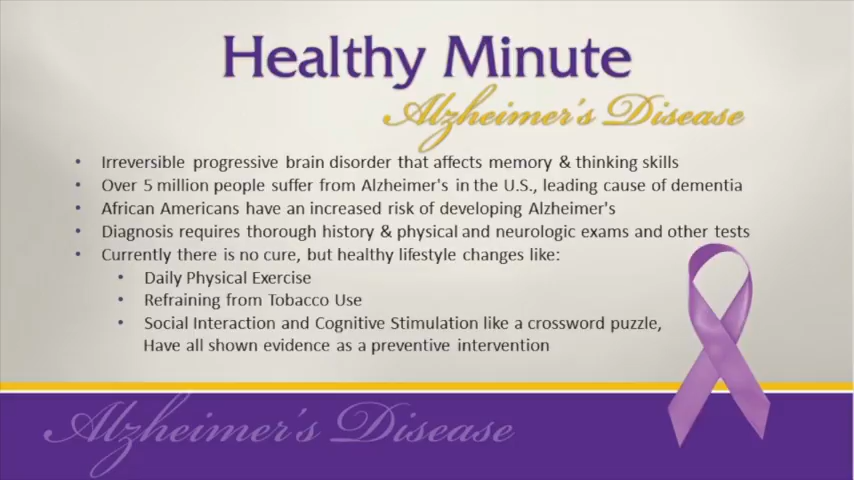 Healthy Minute
Alzheimer's Disease
• Irreversible progressive brain disorder that affects memory & thinking skills
• Over 5 million people suffer from Alzheimer's in the U.S., leading cause of dementia
• African Americans have an increased risk of developing Alzheimer's
• Diagnosis requires thorough history & physical and neurologic exams and other tests
• Currently there is no cure, but healthy lifestyle changes like:
• Daily Physical Exercise
• Refraining from Tobacco Use
• Social Interaction and Cognitive Stimulation like a crossword puzzle,
Have all shown evidence as a preventive intervention
Alzheimer's Disease